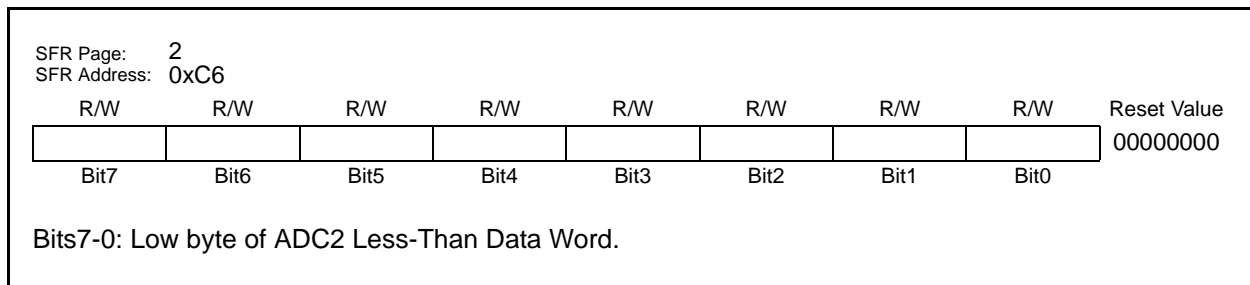 SFR Page: 2
SFR Address: 0xC6
R/W R/W R/W R/W R/W R/W R/W R/W Reset Value
00000000
Bit7 Bit6 Bit5 Bit4 Bit3 Bit2 Bit1 Bit0
Bits7-0: Low byte of ADC2 Less-Than Data Word.